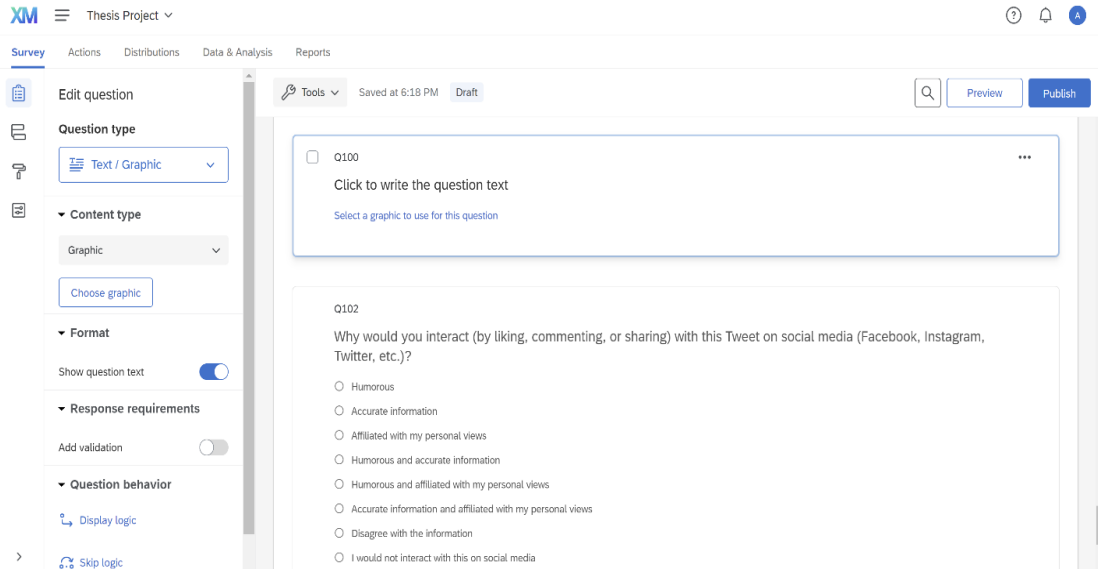 XM Thesis Project A
Survey Actions Distributions Data & Analysis Reports
Edit question
Tools Saved at 6:18 PM Draft Preview Publish
Question type
Text / Graphic
Content type
Graphic
Choose graphic
Format
Show question text
Response requirements
Add validation
Question behavior
Display logic
Skip logic
Q100
Click to write the question text
Select a graphic to use for this question
Q102
Why would you interact (by liking, commenting, or sharing) with this Tweet on social media (Facebook, Instagram,
Twitter, etc.)?
Humorous
Accurate information
Affiliated with my personal views
Humorous and accurate information
Humorous and affiliated with my personal views
Accurate information and affiliated with my personal views
Disagree with the information
I would not interact with this on social media